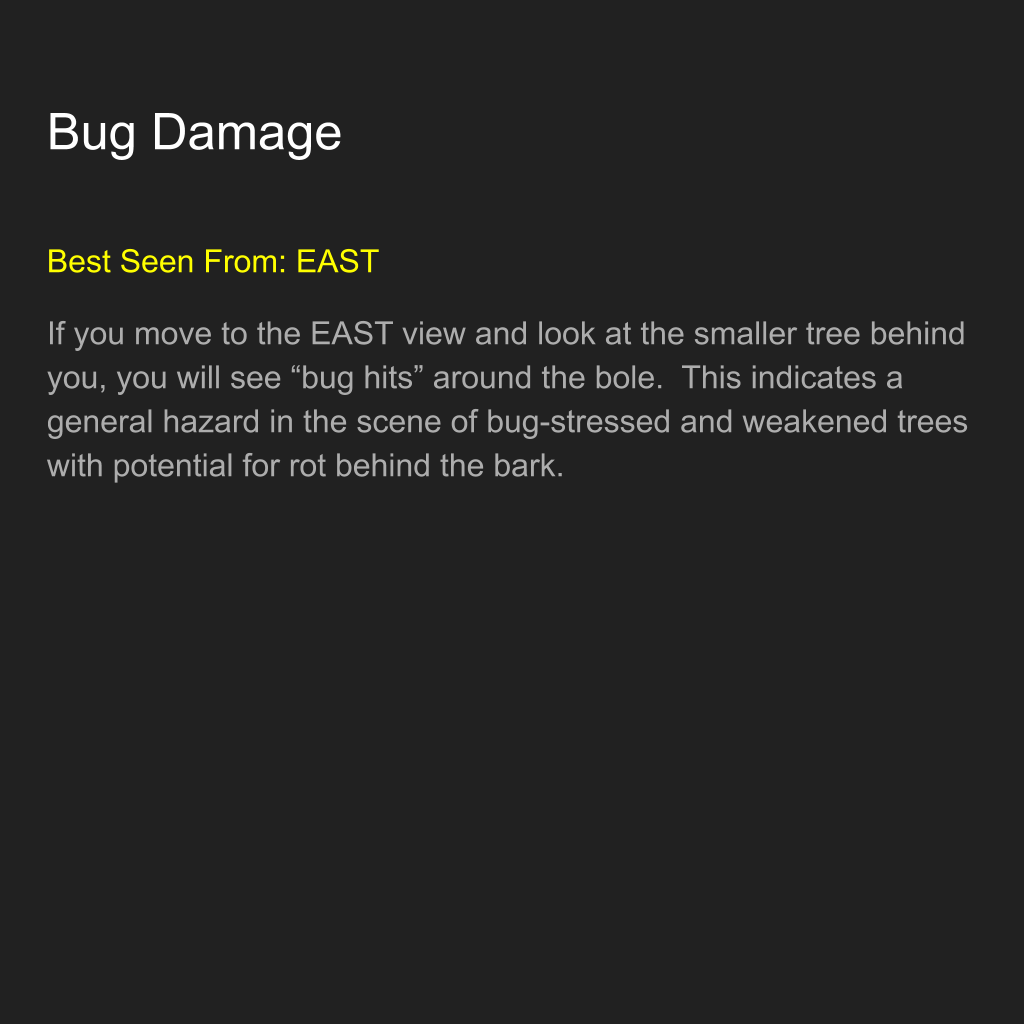 Bug Damage
Best Seen From: EAST
If you move to the EAST view and look at the smaller tree behind
you, you will see “bug hits” around the bole.  This indicates a
general hazard in the scene of bug-stressed and weakened trees
with potential for rot behind the bark.